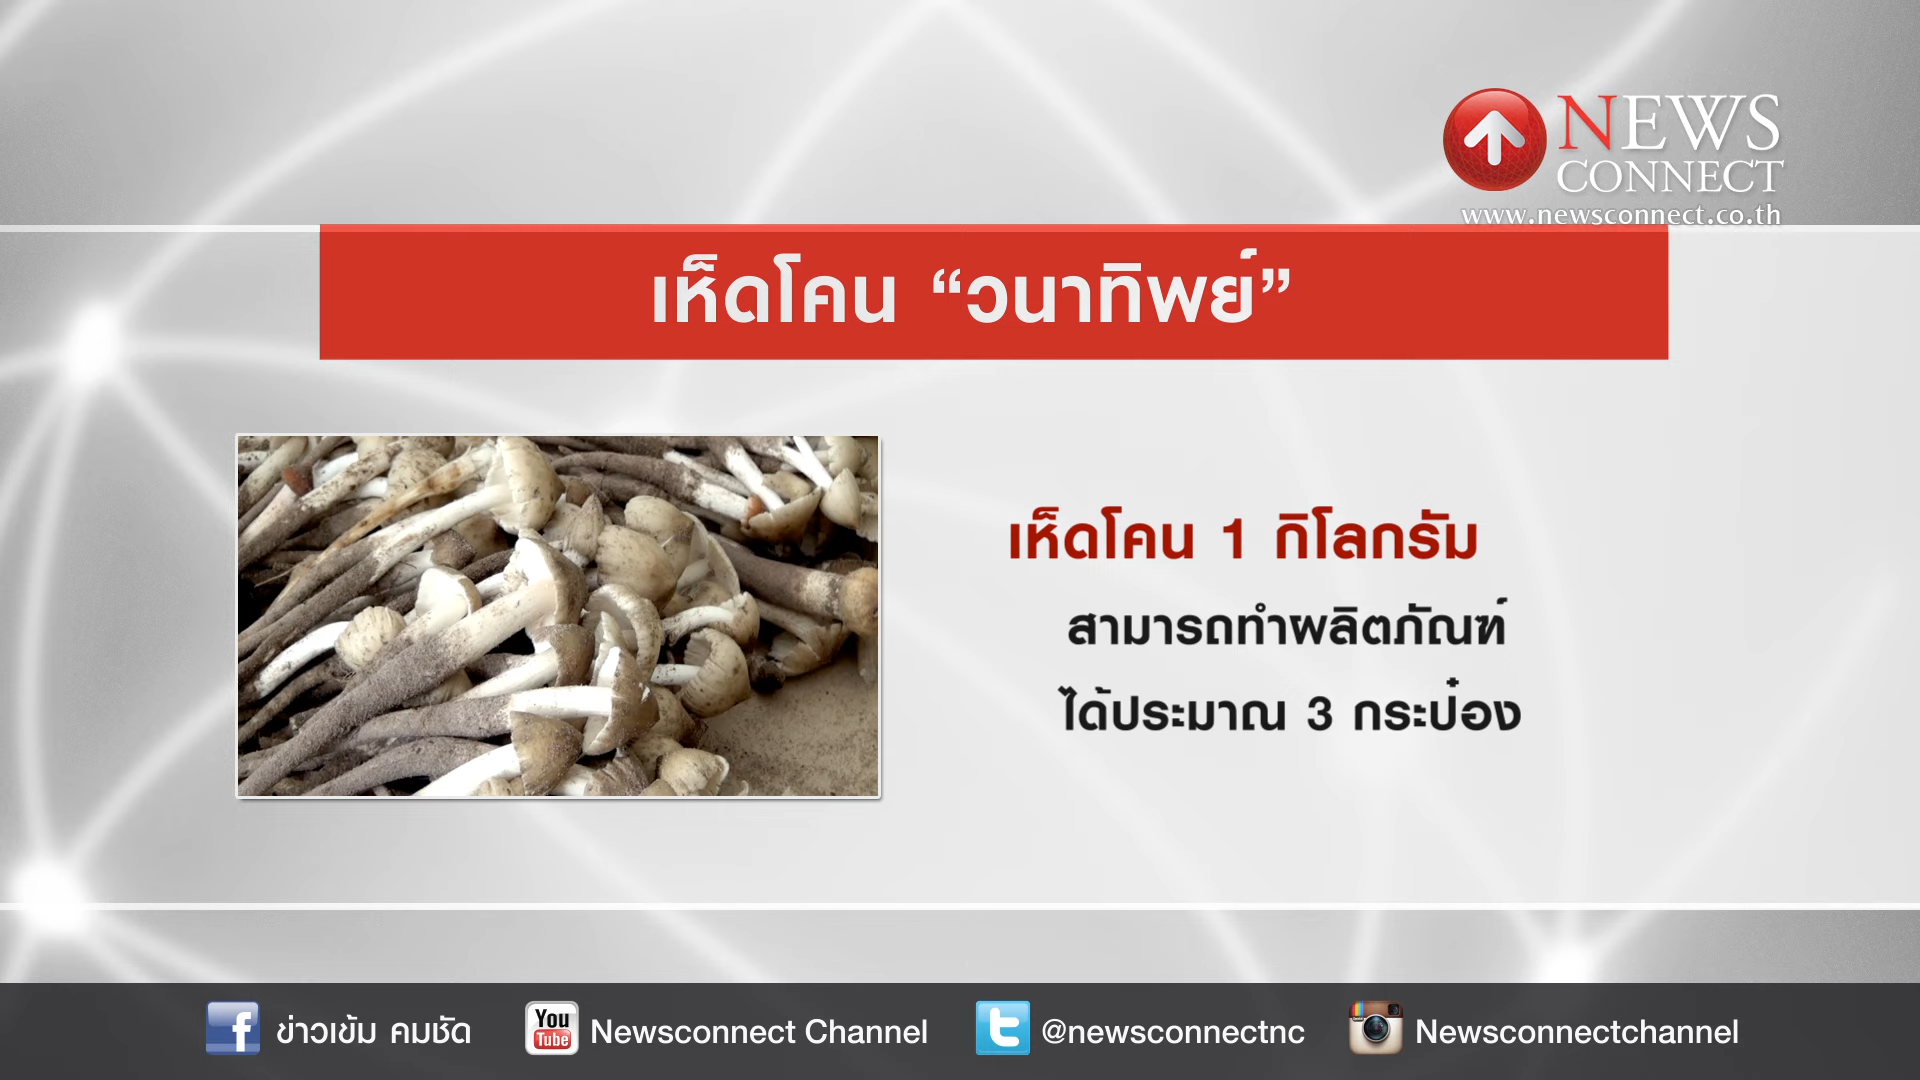 NEWS
CONNECT
www.newsconnect.co.th
เห็ดโคน “วนาทิพย์”
เห็ดโคน 1 กิโลกรัม
สามารถทำผลิตภัณฑ์
ได้ประมาณ 3 กระป๋อง
f ข่าวเข้ม คมชัด You Tube Newsconnect Channel @newsconnectnc Newsconnectchannel